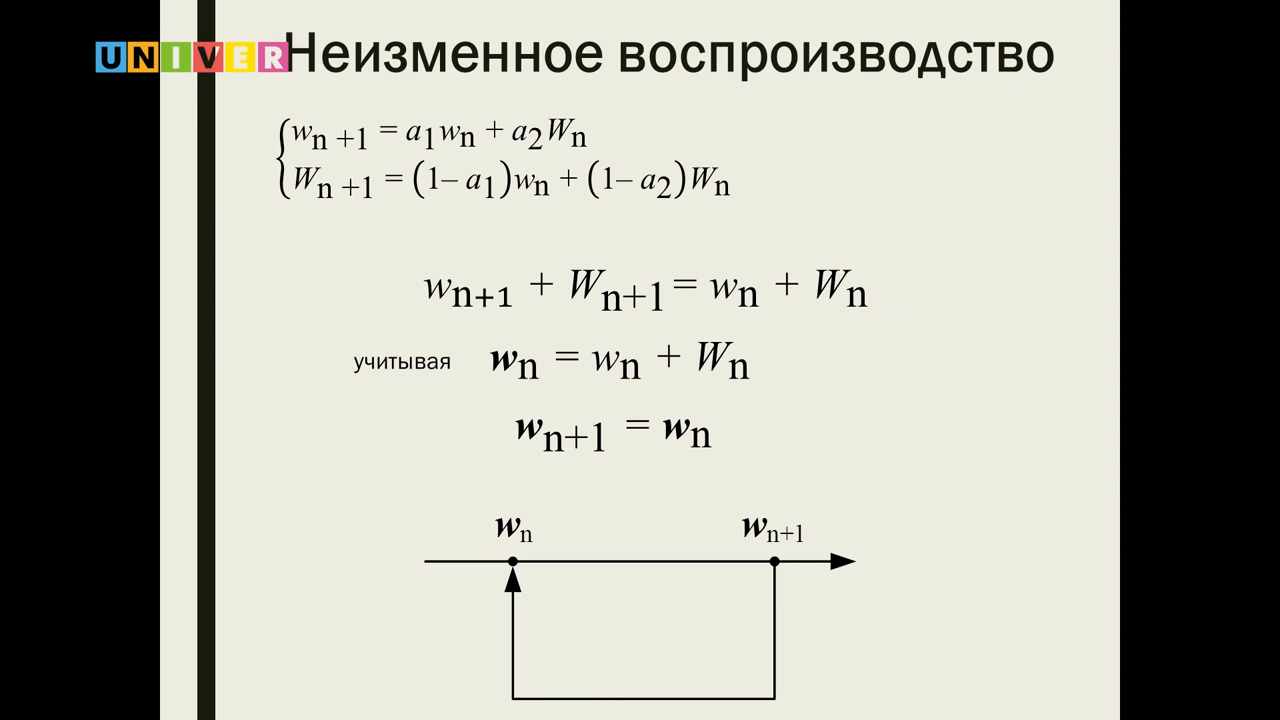 UNIVER
Неизменное воспроизводство
wn +1 = a1wn + a2Wn
Wn +1 = (1– a1)wn + (1– a2)Wn
wn+1 + Wn+1 = wn + Wn
учитывая wn = wn + Wn
wn+1 = wn
wn wn+1